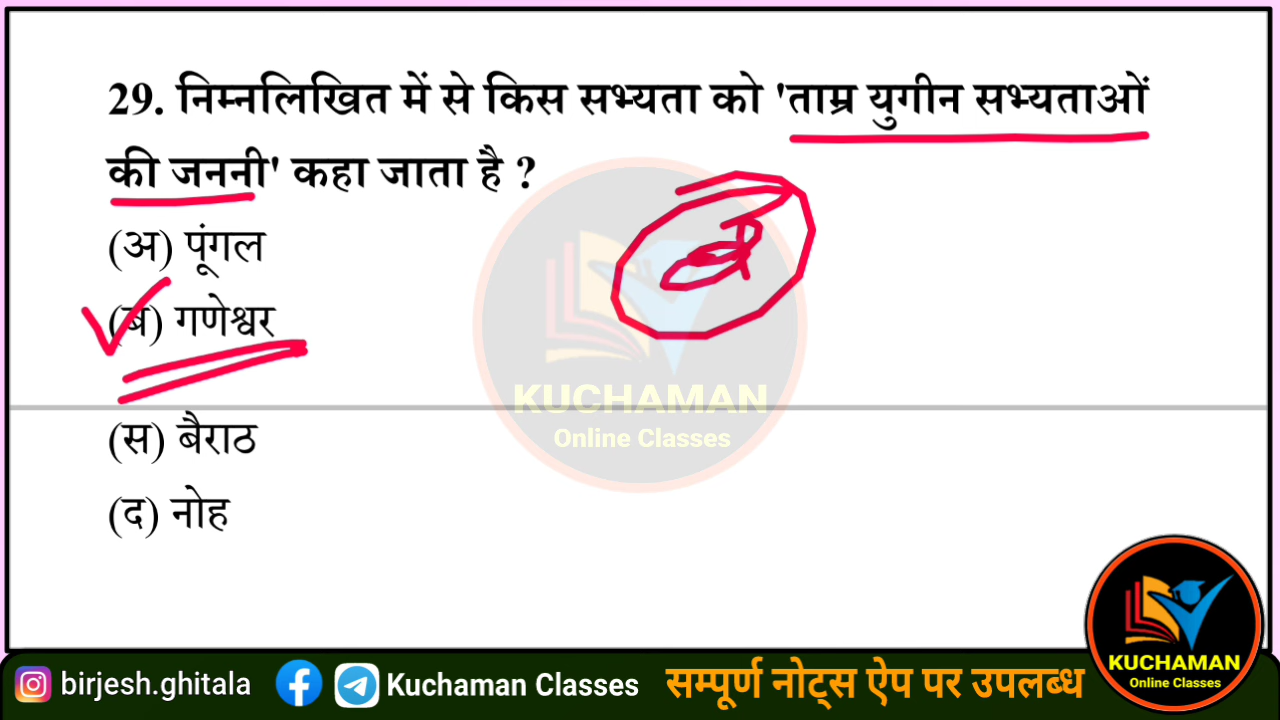 29. निम्नलिखित में से किस सभ्यता को 'ताम्र युगीन सभ्यताओं
की जननी' कहा जाता है ?
(अ) पूंगल
(ब) गणेश्वर
(स) बैराठ
(द) नोह
KUCHAMAN
Online Classes
KUCHAMAN
Online Classes
birjesh.ghitala
Kuchaman Classes
सम्पूर्ण नोट्स ऐप पर उपलब्ध